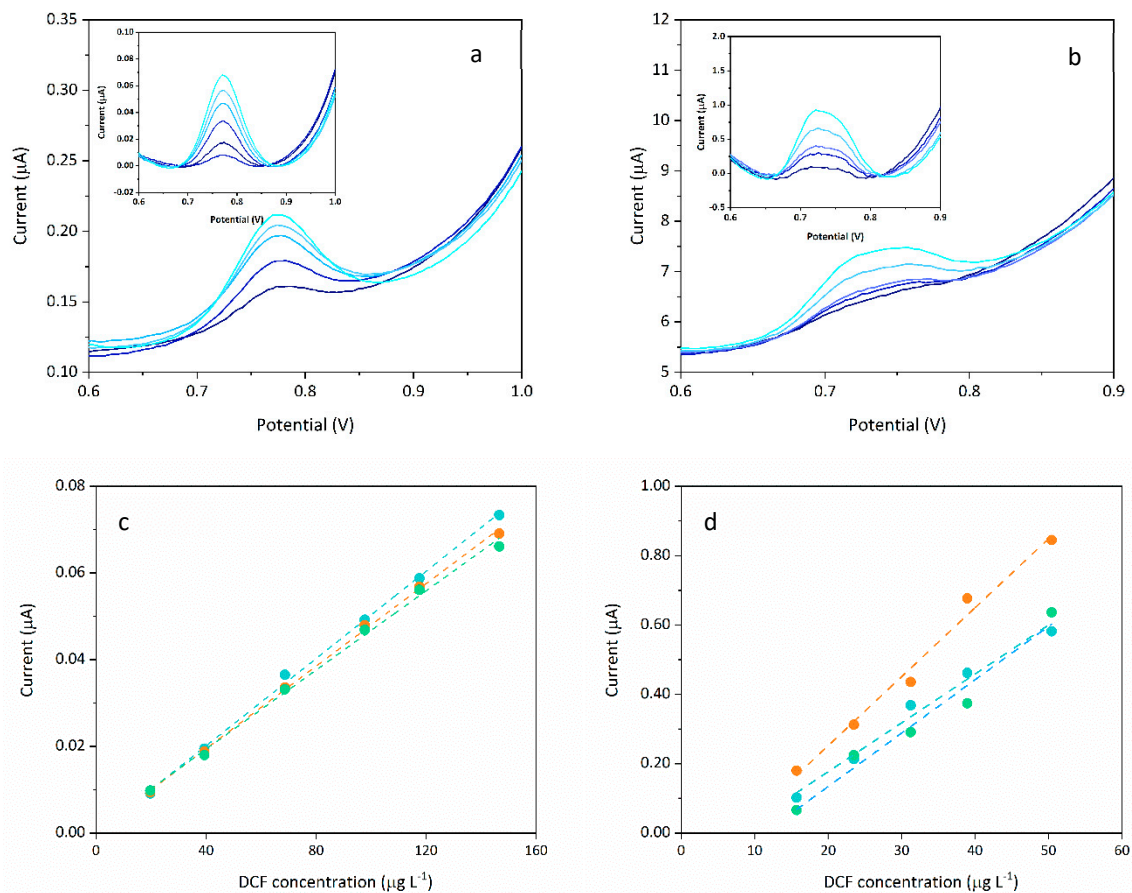 a
0.35
0.30
0.25
0.20
0.15
0.10
Current (μA)
0.6 0.7 0.8 0.9 1.0
Potential (V)
0.10
0.08
0.06
0.04
0.02
0.00
-0.02
Current (μA)
0.6 0.7 0.8 0.9 1.0
Potential (V)
b
12
11
10
9
8
7
6
5
Current (μA)
0.6 0.7 0.8 0.9
Potential (V)
2.0
1.5
1.0
0.5
0.0
-0.5
Current (μA)
0.6 0.7 0.8 0.9
Potential (V)
c
0.08
0.06
0.04
0.02
0.00
Current (μA)
0 40 80 120 160
DCF concentration (μg L⁻¹)
d
1.00
0.80
0.60
0.40
0.20
0.00
Current (μA)
0 10 20 30 40 50 60
DCF concentration (μg L⁻¹)